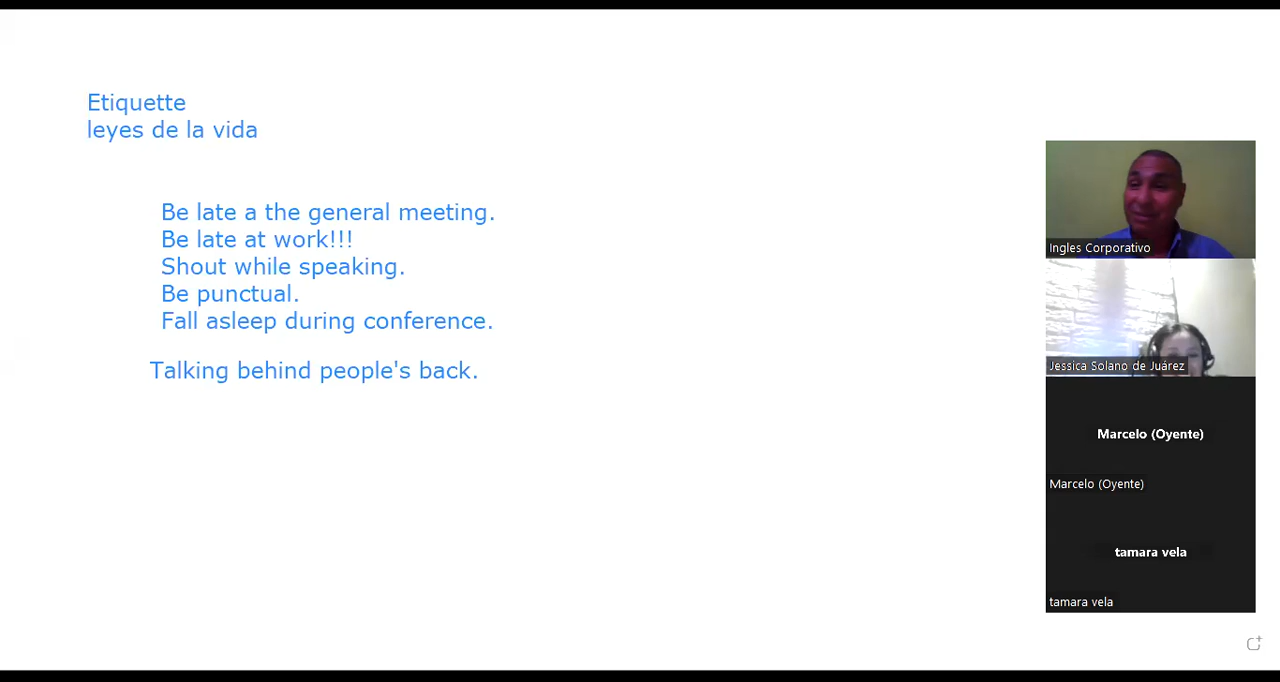 Etiquette
leyes de la vida
Be late a the general meeting.
Be late at work!!!
Shout while speaking.
Be punctual.
Fall asleep during conference.
Talking behind people's back.
Ingles Corporativo
Jessica Solano de Juárez
Marcelo (Oyente)
Marcelo (Oyente)
tamara vela
tamara vela